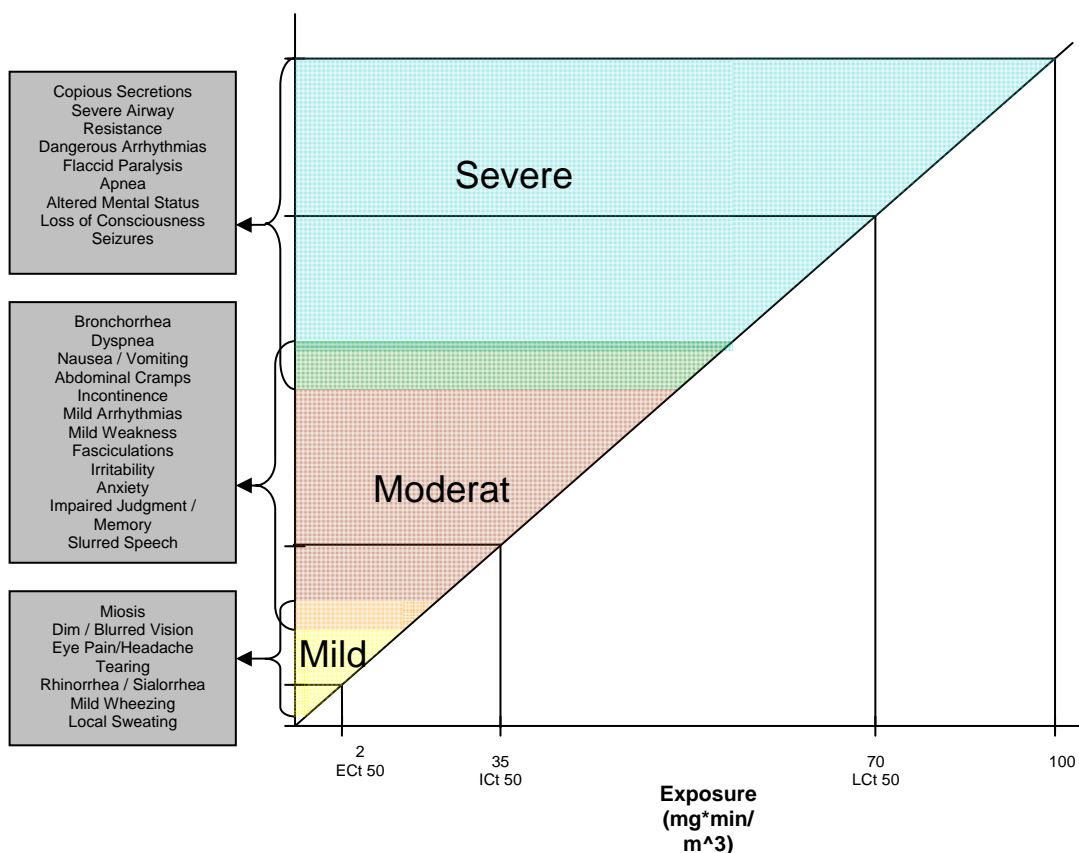 Copious Secretions
Severe Airway
Resistance
Dangerous Arrhythmias
Flaccid Paralysis
Apnea
Altered Mental Status
Loss of Consciousness
Seizures
Bronchorrhea
Dyspnea
Nausea / Vomiting
Abdominal Cramps
Incontinence
Mild Arrhythmias
Mild Weakness
Fasciculations
Irritability
Anxiety
Impaired Judgment /
Memory
Slurred Speech
Miosis
Dim / Blurred Vision
Eye Pain/Headache
Tearing
Rhinorrhea / Sialorrhea
Mild Wheezing
Local Sweating
Severe
Moderat
Mild
2
ECt 50
35
ICt 50
70
LCt 50
100
Exposure
(mg*min/
m^3)